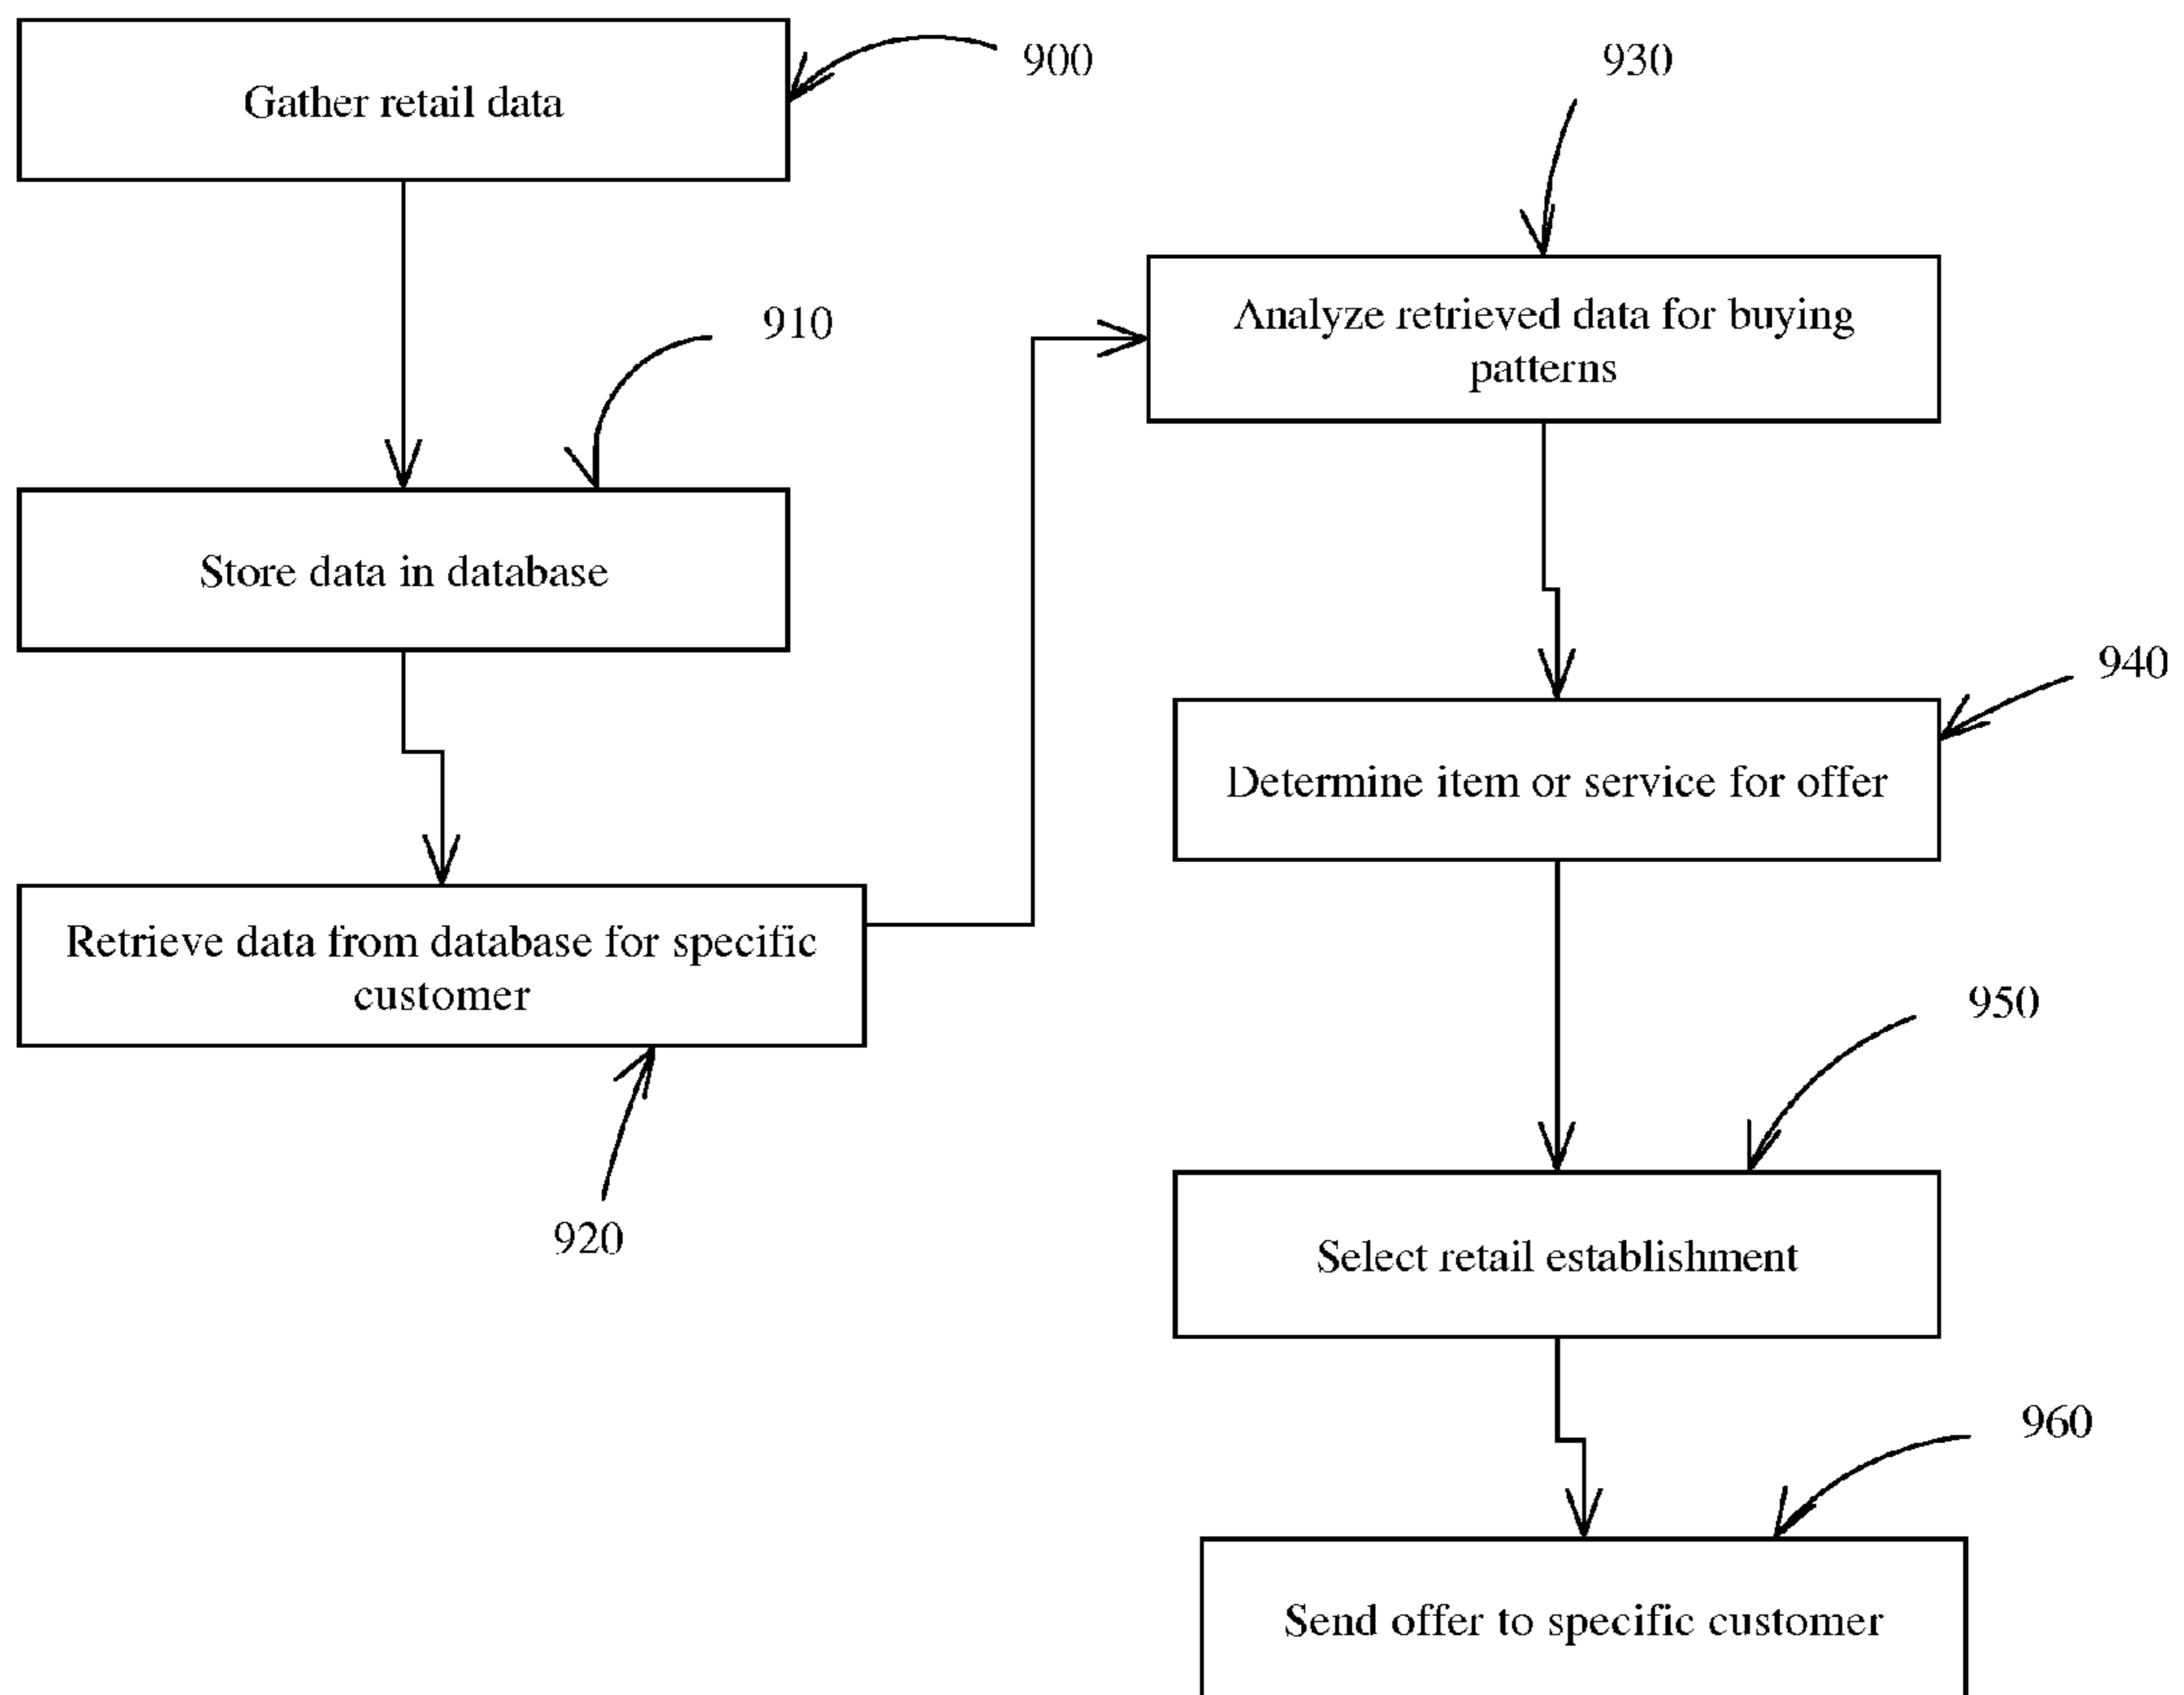 Gather retail data
900
910
Store data in database
Retrieve data from database for specific
customer
920
930
Analyze retrieved data for buying
patterns
940
Determine item or service for offer
950
Select retail establishment
960
Send offer to specific customer